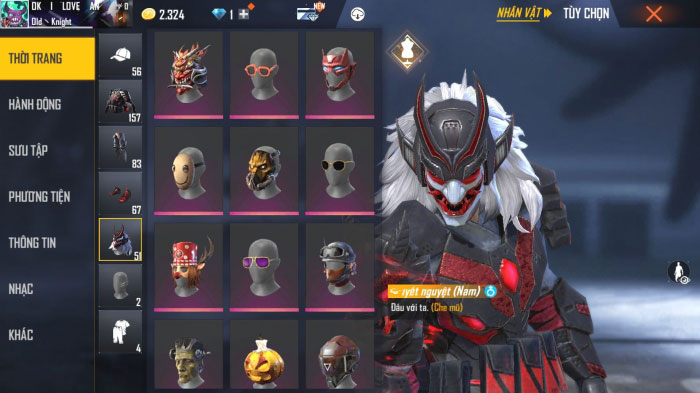 OK I LOVE AN
Old - Knight
2.324
1
NEW
NHÂN VẬT
TÙY CHỌN
THỜI TRANG
HÀNH ĐỘNG
SƯU TẬP
PHƯƠNG TIỆN
THÔNG TIN
NHẠC
KHÁC
56
157
83
67
51
2
4
uyết nguyệt (Nam)
Đấu với ta. (Che mũ)